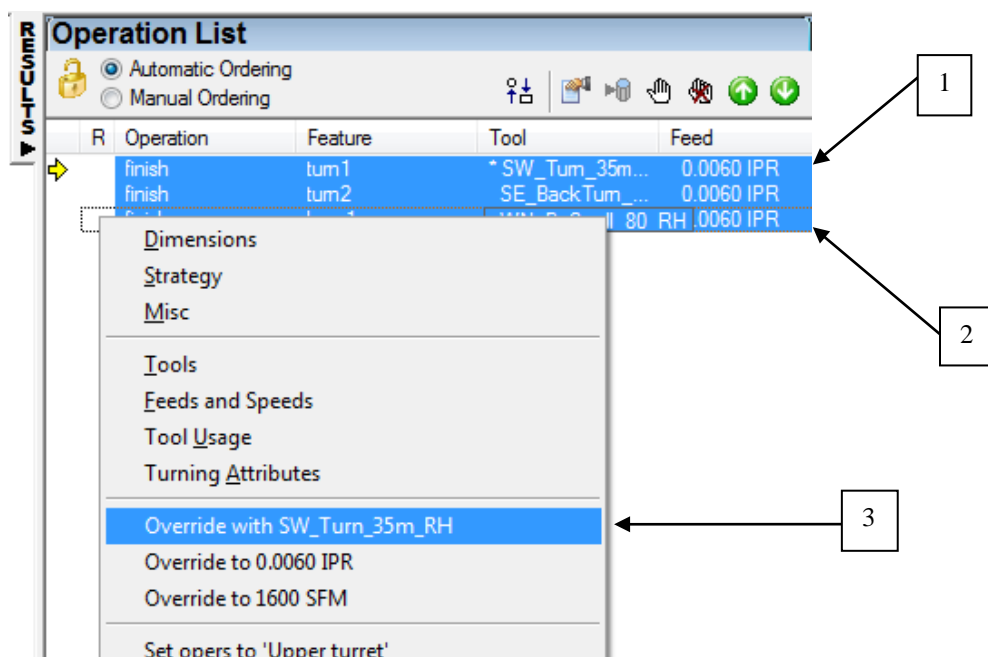 RESULTS
Operation List
Automatic Ordering
Manual Ordering
1
R Operation Feature Tool Feed
finish turn1 * SW_Turn_35m... 0.0060 IPR
finish turn2 SE_BackTurn_... 0.0060 IPR
80_RH .0060 IPR
Dimensions
Strategy
Misc
2
Tools
Feeds and Speeds
Tool Usage
Turning Attributes
Override with SW_Turn_35m_RH
3
Override to 0.0060 IPR
Override to 1600 SFM
Set opers to 'Upper turret'